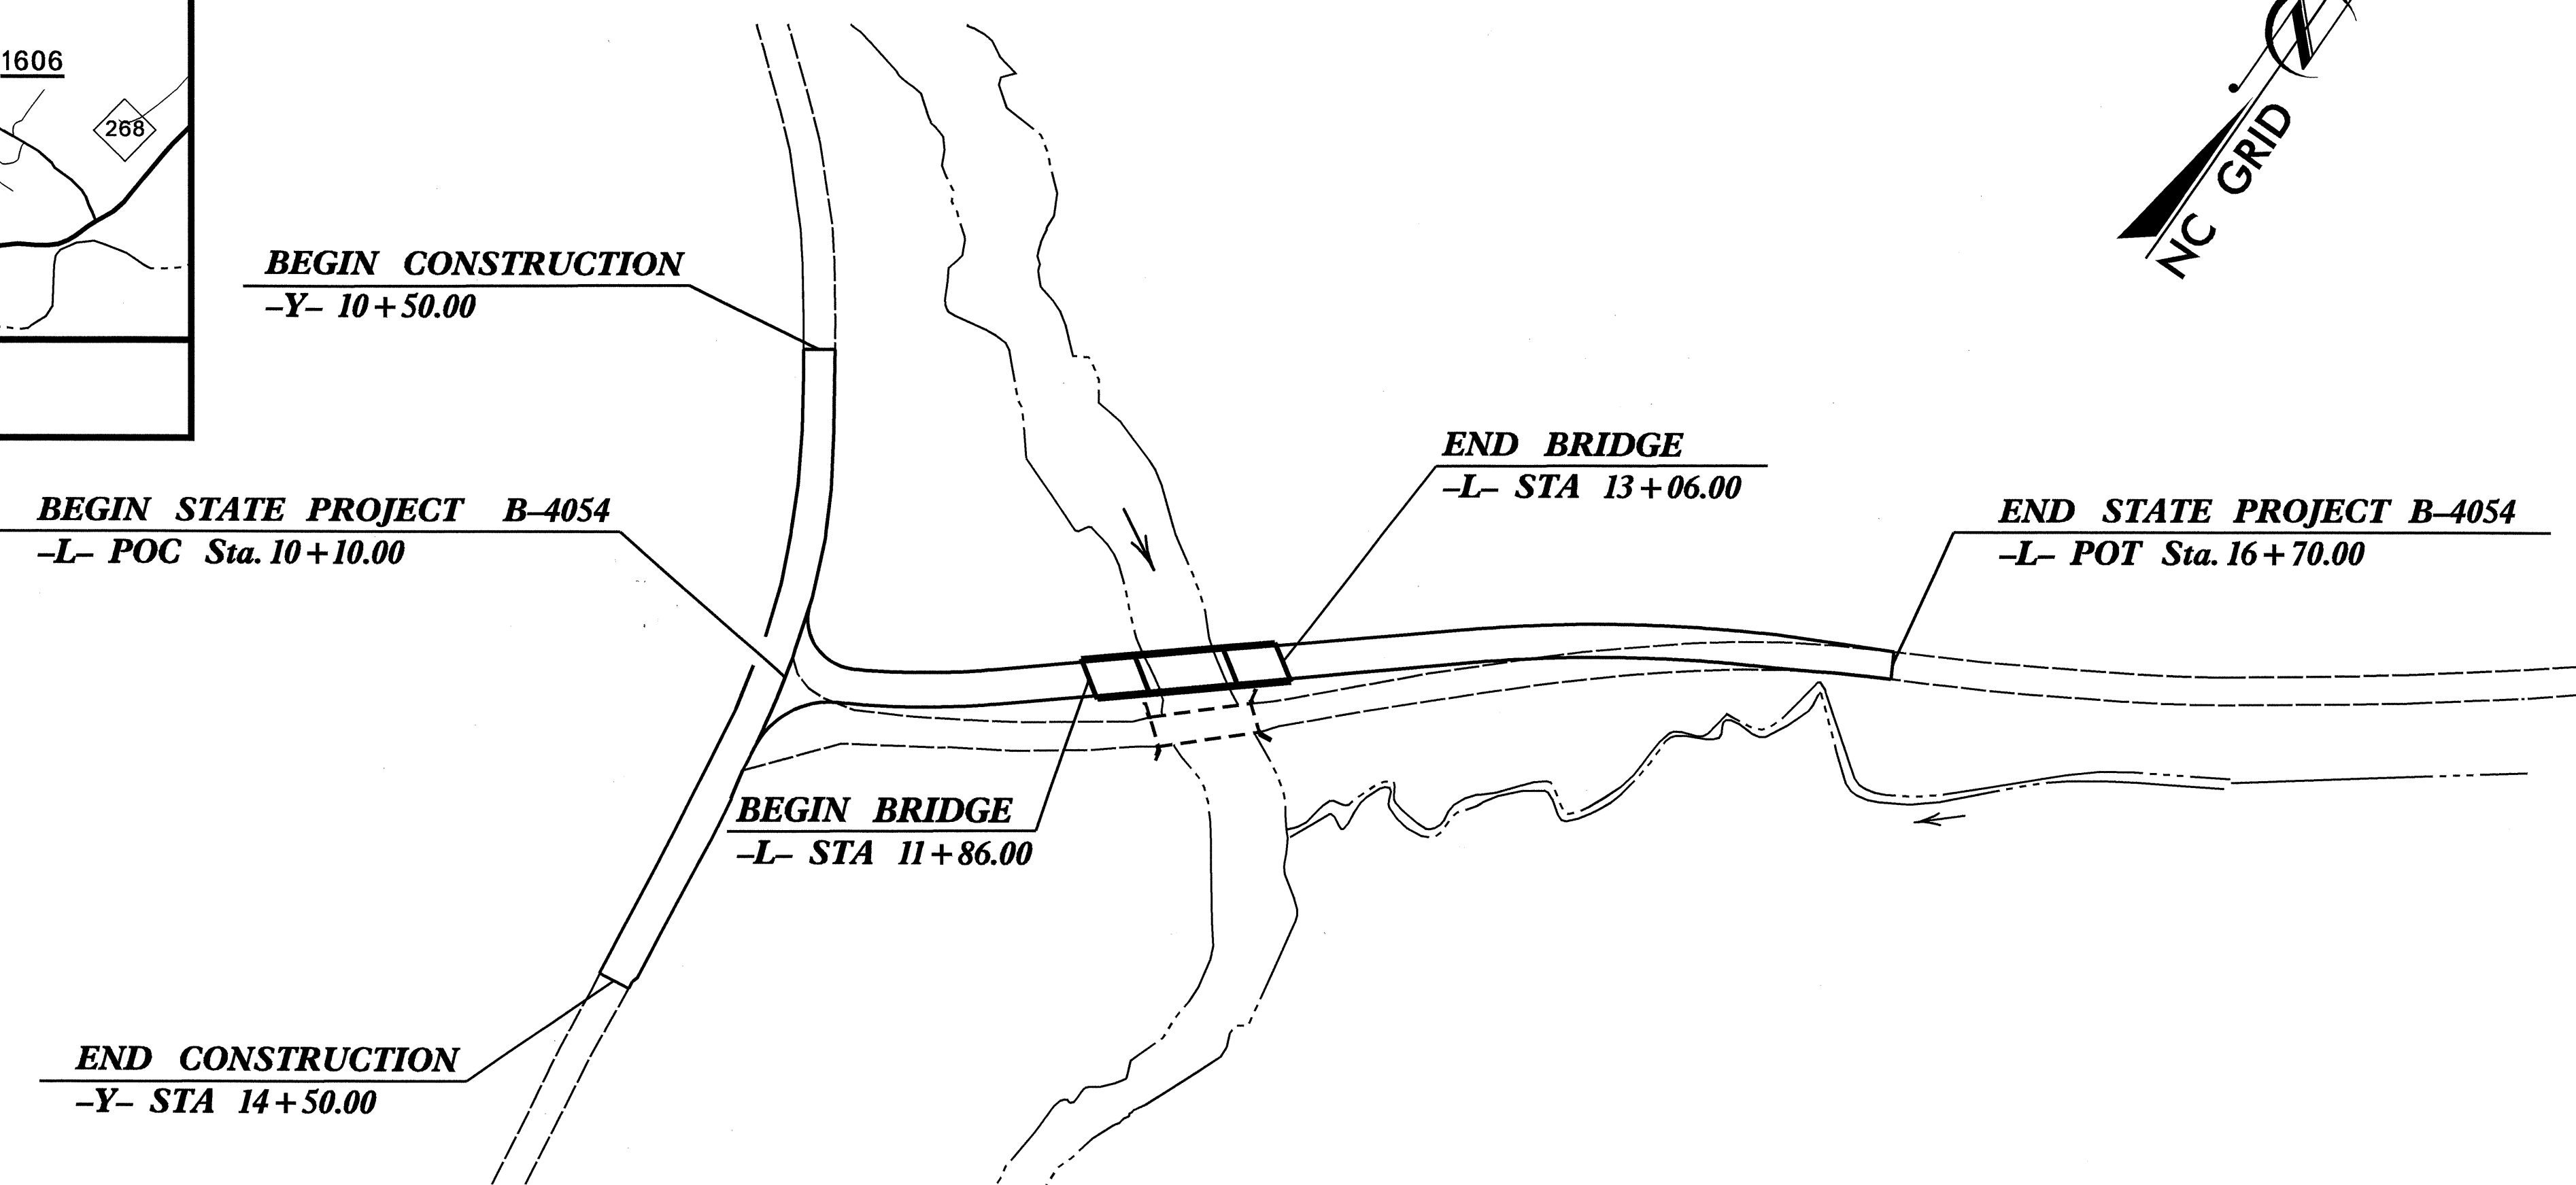 1606
268
NC GRID
BEGIN CONSTRUCTION
–Y– 10+50.00
END BRIDGE
–L– STA 13+06.00
BEGIN STATE PROJECT B–4054
–L– POC Sta. 10+10.00
END STATE PROJECT B–4054
–L– POT Sta. 16+70.00
BEGIN BRIDGE
–L– STA 11+86.00
END CONSTRUCTION
–Y– STA 14+50.00